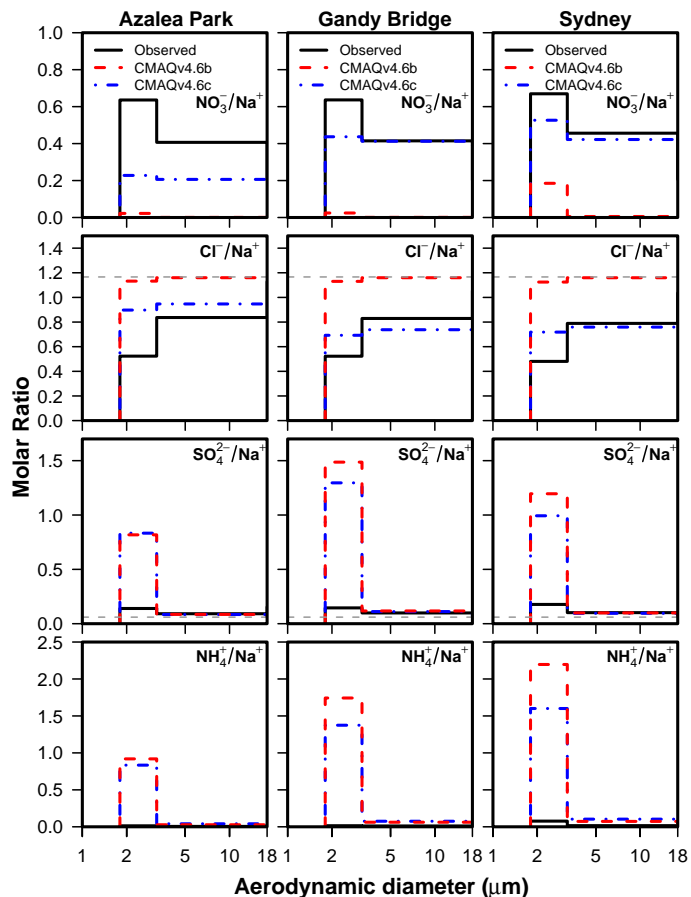 Azalea Park Gandy Bridge Sydney
Observed
CMAQv4.6b
CMAQv4.6c
NO₃⁻/Na⁺
Observed
CMAQv4.6b
CMAQv4.6c
NO₃⁻/Na⁺
Observed
CMAQv4.6b
CMAQv4.6c
NO₃⁻/Na⁺
1.0
0.8
0.6
0.4
0.2
0.0
Cl⁻/Na⁺ Cl⁻/Na⁺ Cl⁻/Na⁺
1.4
1.2
1.0
0.8
0.6
0.4
0.2
0.0
SO₄²⁻/Na⁺ SO₄²⁻/Na⁺ SO₄²⁻/Na⁺
1.5
1.0
0.5
0.0
NH₄⁺/Na⁺ NH₄⁺/Na⁺ NH₄⁺/Na⁺
2.5
2.0
1.5
1.0
0.5
0.0
Molar Ratio
1 2 5 10 18 1 2 5 10 18 1 2 5 10 18
Aerodynamic diameter (μm)